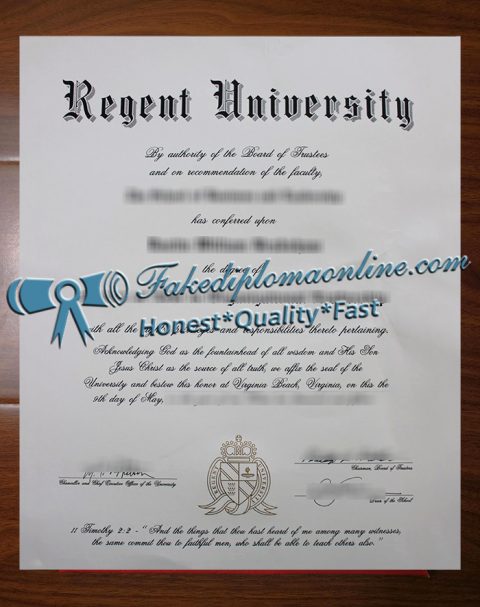 Regent University
By authority of the Board of Trustees
and on recommendation of the faculty,
has conferred upon
the degree of
Fakediplomaonline.com
Honest*Quality*Fast
with all the and responsibilities thereto pertaining.
Acknowledging God as the fountainhead of all wisdom and His Son
Jesus Christ as the source of all truth, we affix the seal of the
University and bestow this honor at Virginia Beach, Virginia, on this the
9th day of May,
Chancellor and Chief Executive Officer of the University
Chairman, Board of Trustees
Dean of the School
II Timothy 2:2 - "And the things that thou hast heard of me among many witnesses,
the same commit thou to faithful men, who shall be able to teach others also."